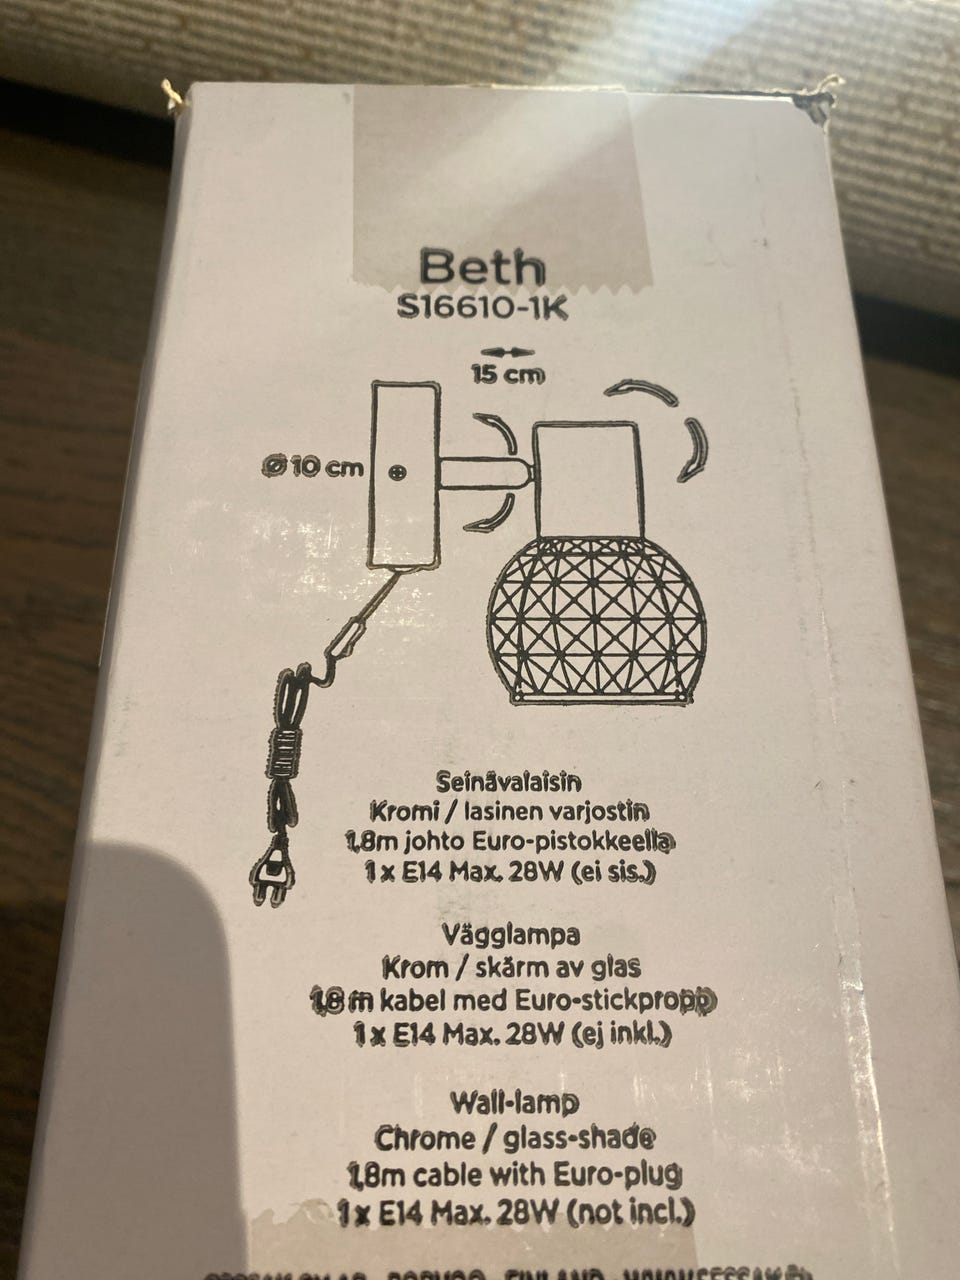 Beth
S16610-1K
15 cm
Ø 10 cm
Seinävalaisin
Kromi / lasinen varjostin
1,8m johto Euro-pistokkeella
1 x E14 Max. 28W (ei sis.)
Vägglampa
Krom / skärm av glas
1,8 m kabel med Euro-stickpropp
1 x E14 Max. 28W (ej inkl.)
Wall-lamp
Chrome / glass-shade
1,8m cable with Euro-plug
1 x E14 Max. 28W (not incl.)
FINLAND